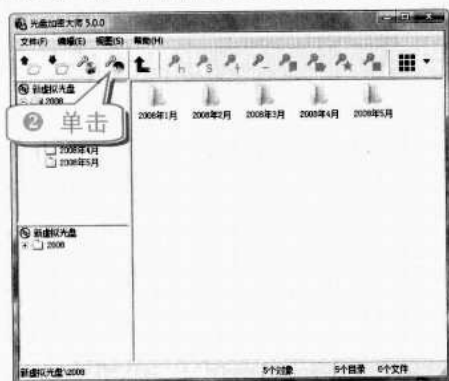 光盘加密大师 5.0.0
文件(F) 编辑(E) 视图(S) 帮助(H)
新虚拟光盘
2008
❷ 单击
2008年4月
2008年5月
2008年1月 2008年2月 2008年3月 2008年4月 2008年5月
新虚拟光盘
2008
新虚拟光盘\2008 5个对象 5个目录 0个文件